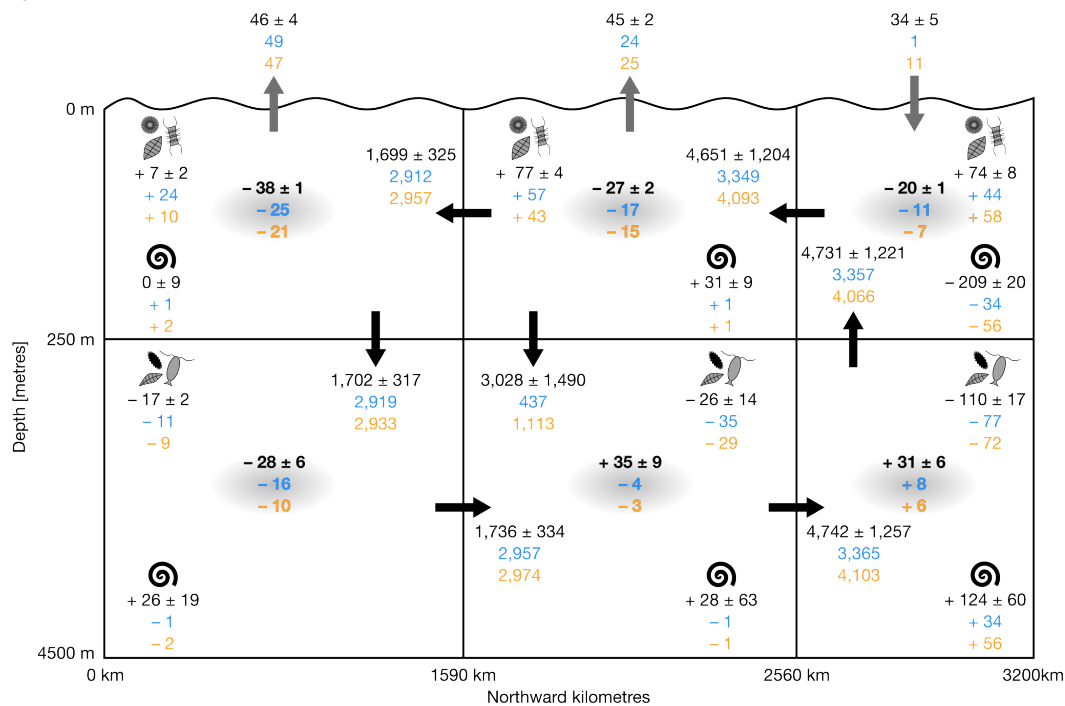 46 ± 4
49
47
45 ± 2
24
25
34 ± 5
1
11
0 m
+ 7 ± 2
+ 24
+ 10
− 38 ± 1
− 25
− 21
1,699 ± 325
2,912
2,957
+ 77 ± 4
+ 57
+ 43
− 27 ± 2
− 17
− 15
4,651 ± 1,204
3,349
4,093
− 20 ± 1
− 11
− 7
+ 74 ± 8
+ 44
+ 58
0 ± 9
+ 1
+ 2
+ 31 ± 9
+ 1
+ 1
4,731 ± 1,221
3,357
4,066
− 209 ± 20
− 34
− 56
250 m
Depth [metres]
− 17 ± 2
− 11
− 9
1,702 ± 317
2,919
2,933
3,028 ± 1,490
437
1,113
− 26 ± 14
− 35
− 29
− 110 ± 17
− 77
− 72
− 28 ± 6
− 16
− 10
+ 35 ± 9
− 4
− 3
+ 31 ± 6
+ 8
+ 6
1,736 ± 334
2,957
2,974
4,742 ± 1,257
3,365
4,103
+ 26 ± 19
− 1
− 2
+ 28 ± 63
− 1
− 1
+ 124 ± 60
+ 34
+ 56
4500 m
0 km
1590 km
2560 km
3200km
Northward kilometres